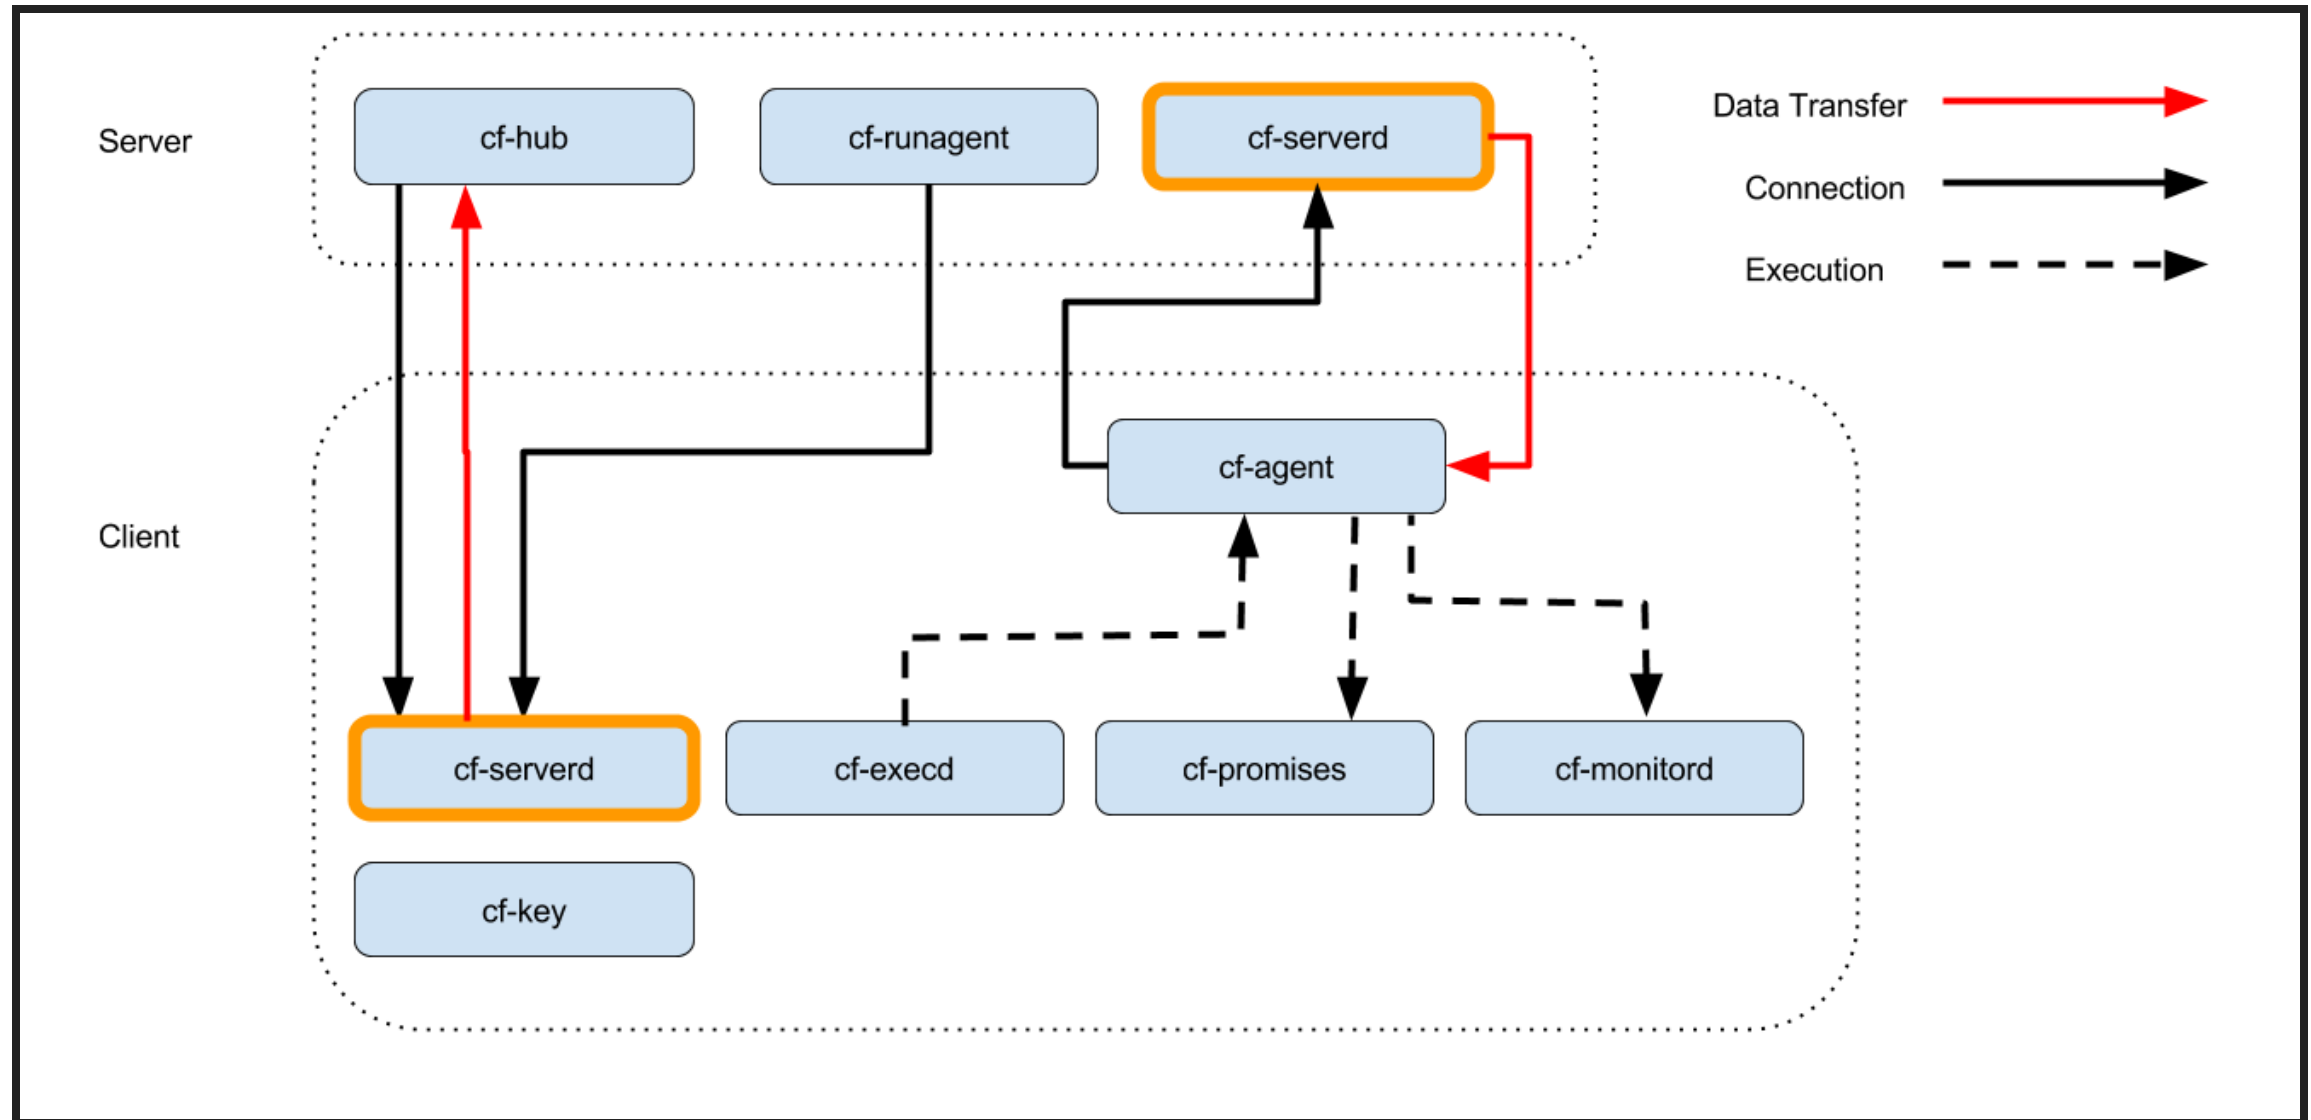 Server
cf-hub
cf-runagent
cf-serverd
Data Transfer
Connection
Execution
Client
cf-agent
cf-serverd
cf-execd
cf-promises
cf-monitord
cf-key